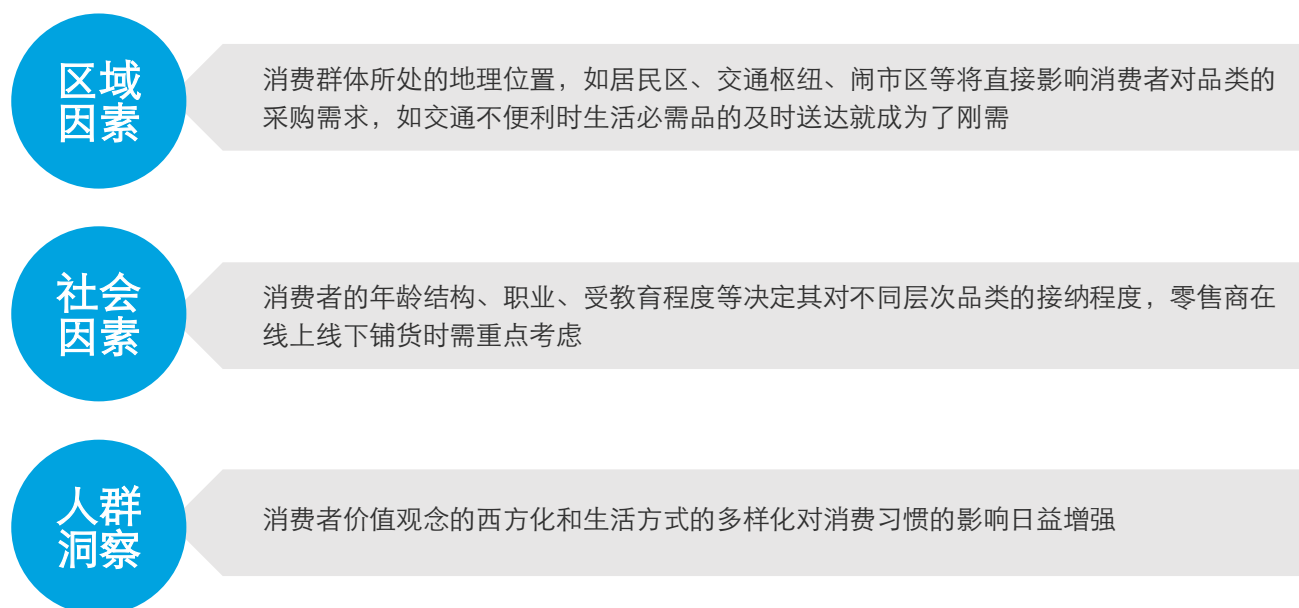 区域
因素
消费群体所处的地理位置，如居民区、交通枢纽、闹市区等将直接影响消费者对品类的
采购需求，如交通不便利时生活必需品的及时送达就成为了刚需
社会
因素
消费者的年龄结构、职业、受教育程度等决定其对不同层次品类的接纳程度，零售商在
线上线下铺货时需重点考虑
人群
洞察
消费者价值观念的西方化和生活方式的多样化对消费习惯的影响日益增强